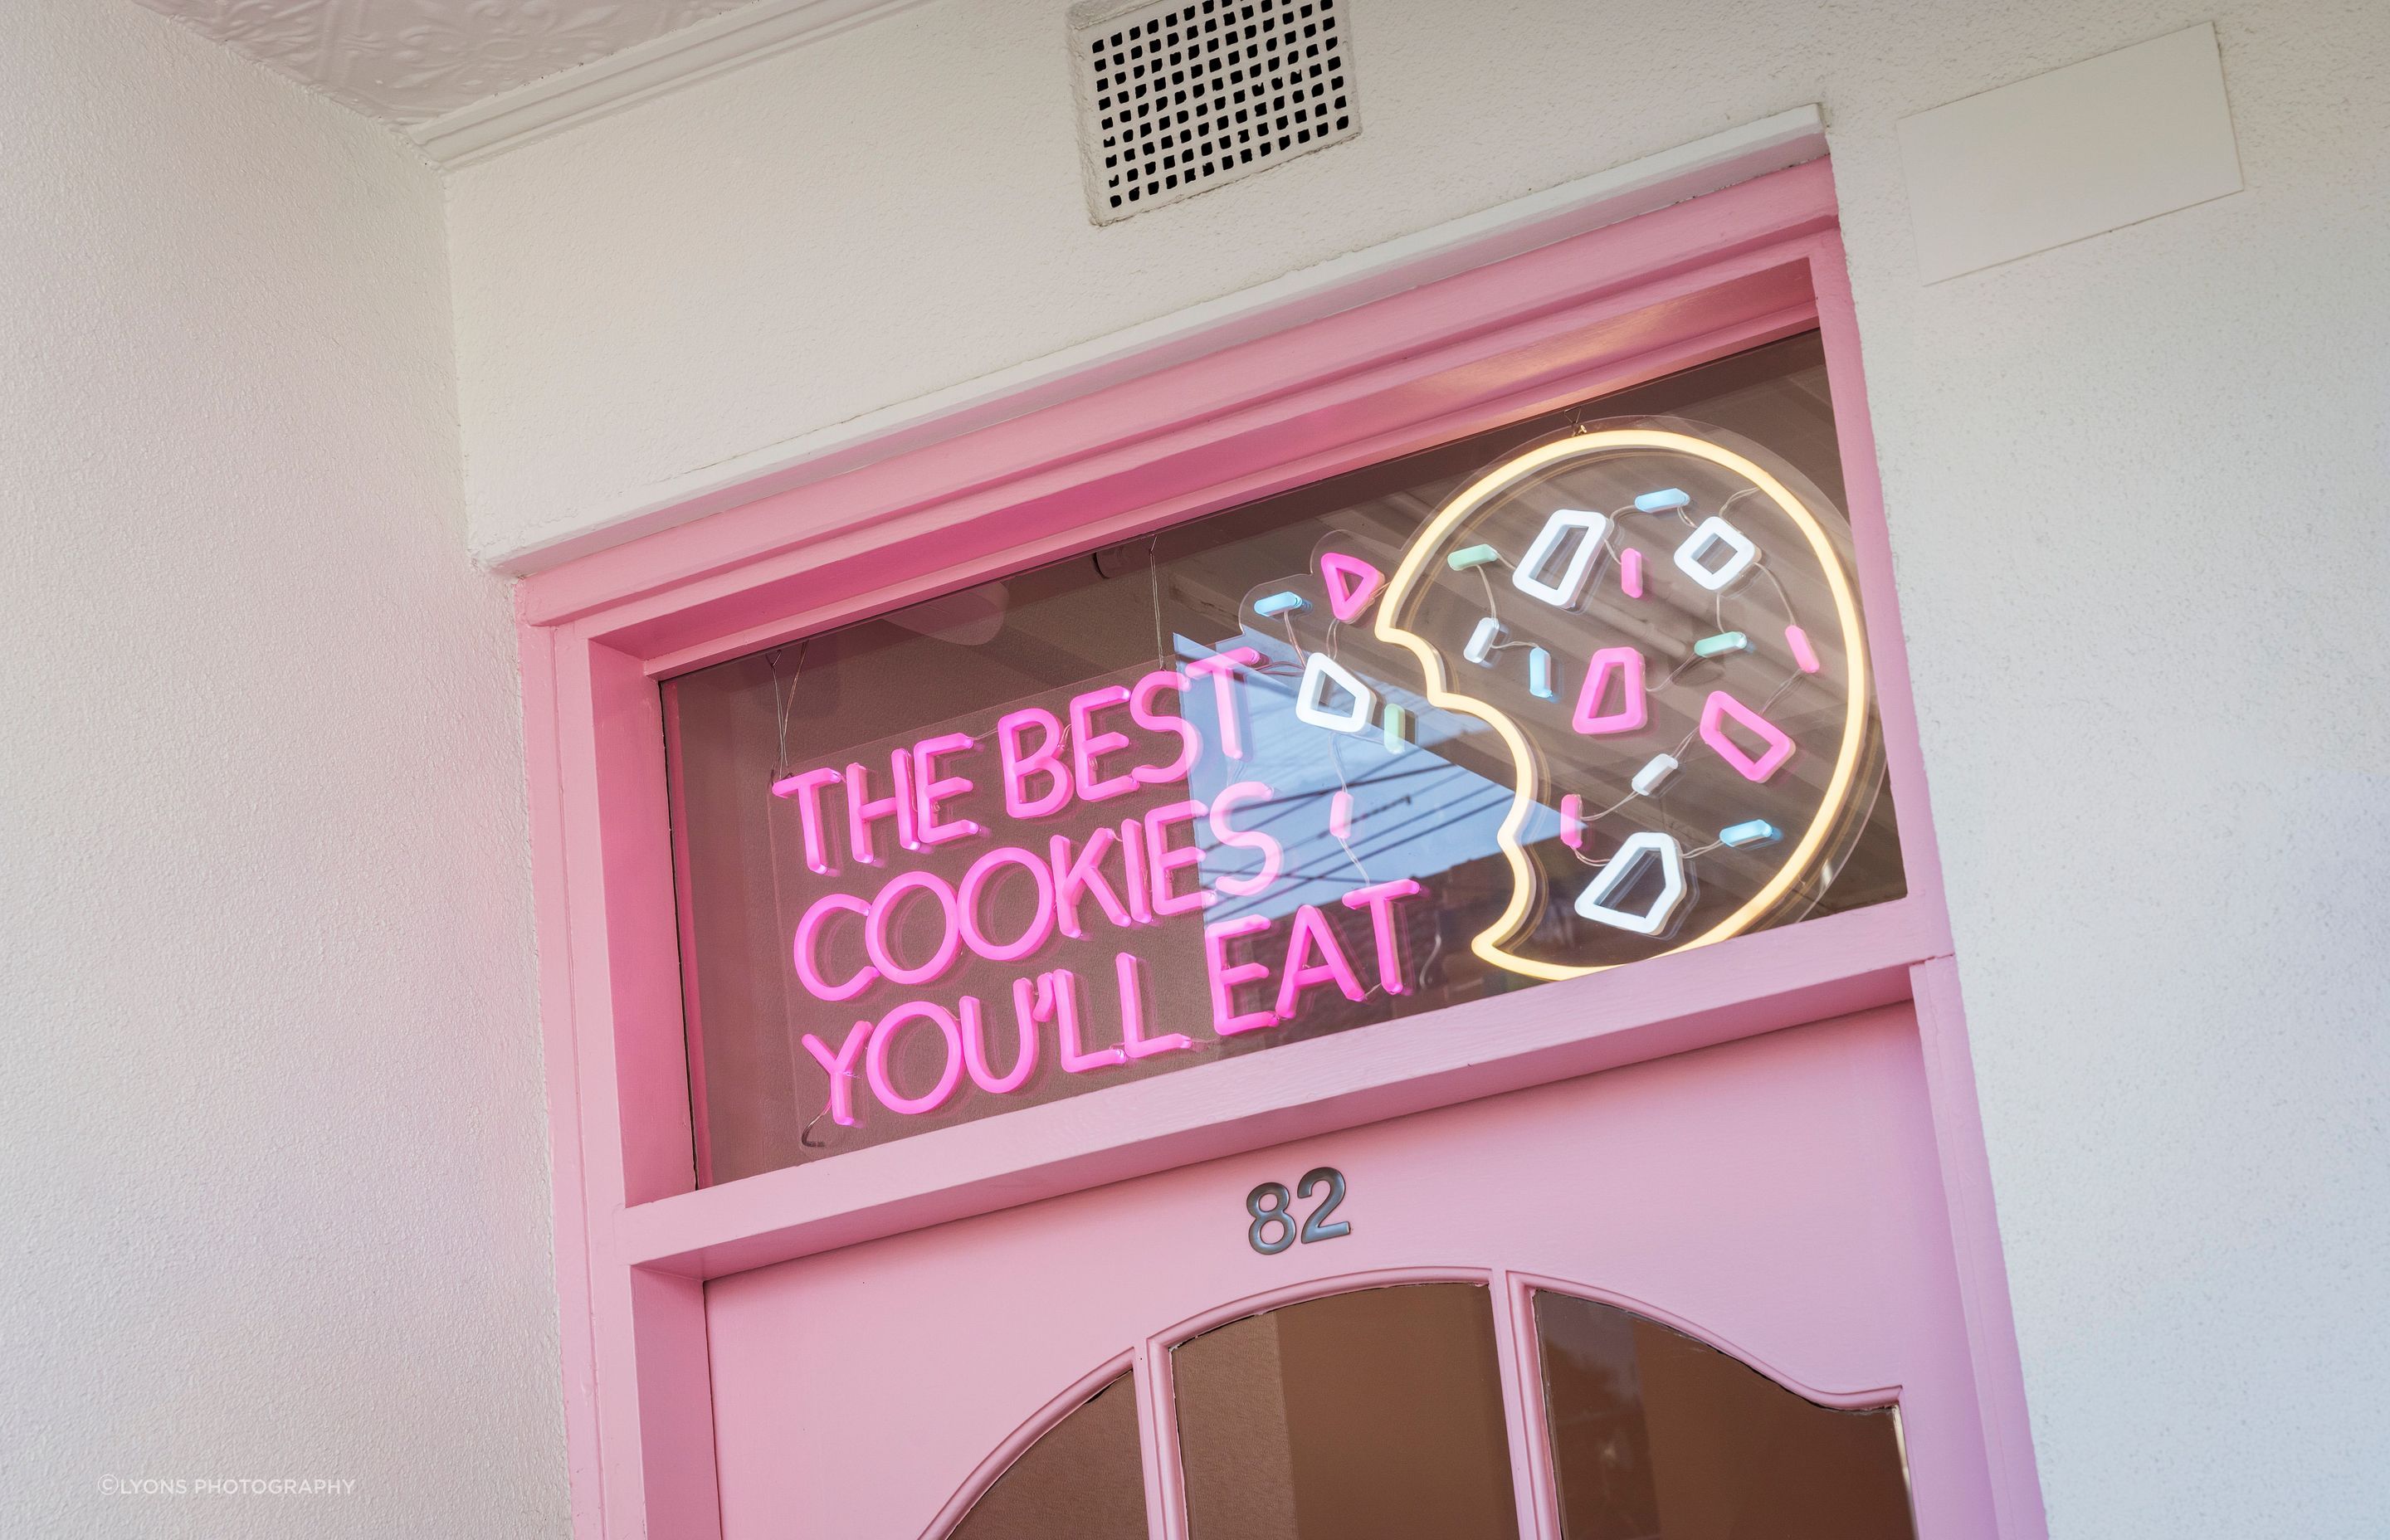 THE BEST
COOKIES
YOU'LL EAT
82
©LYONS PHOTOGRAPHY